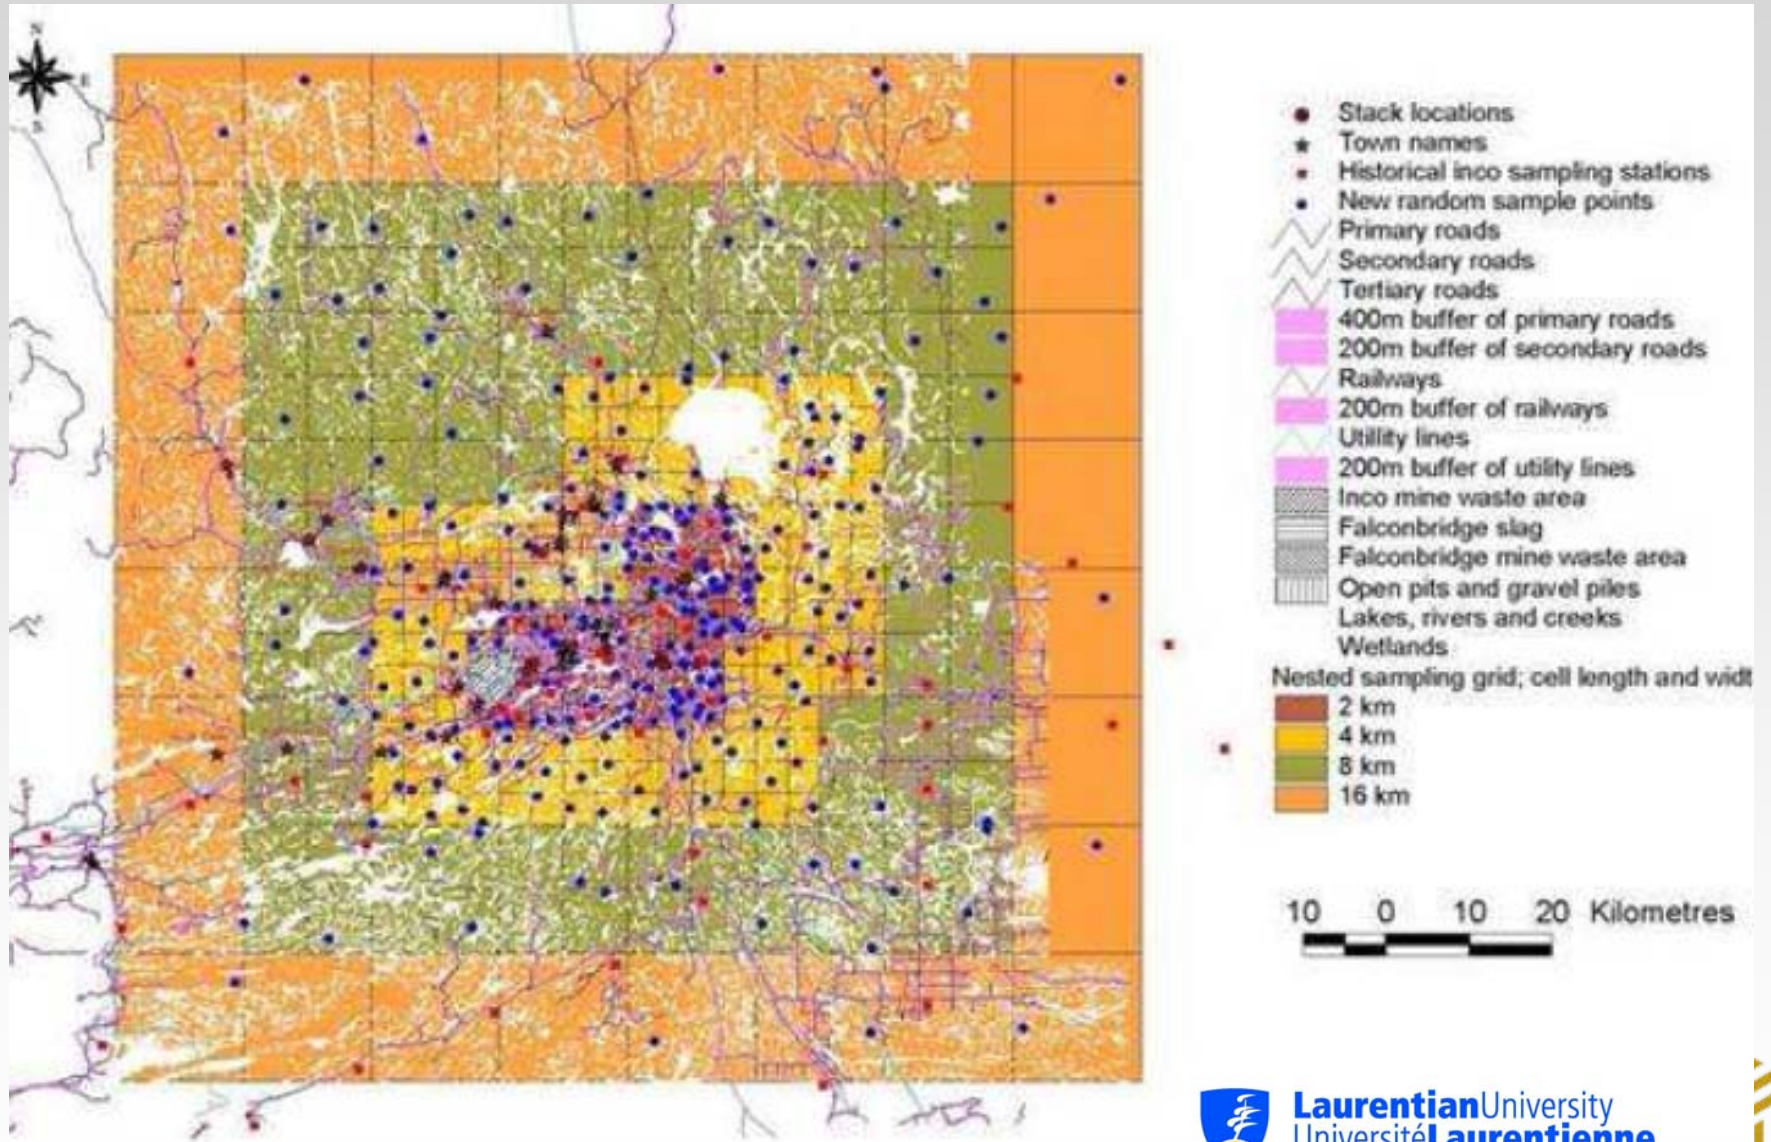 N
E
S
Stack locations
Town names
Historical inco sampling stations
New random sample points
Primary roads
Secondary roads
Tertiary roads
400m buffer of primary roads
200m buffer of secondary roads
Railways
200m buffer of railways
Utillity lines
200m buffer of utility lines
Inco mine waste area
Falconbridge slag
Falconbridge mine waste area
Open pits and gravel piles
Lakes, rivers and creeks
Wetlands
Nested sampling grid; cell length and widt
2 km
4 km
8 km
16 km
10 0 10 20 Kilometres
LaurentianUniversity
UniversitéLaurentienne